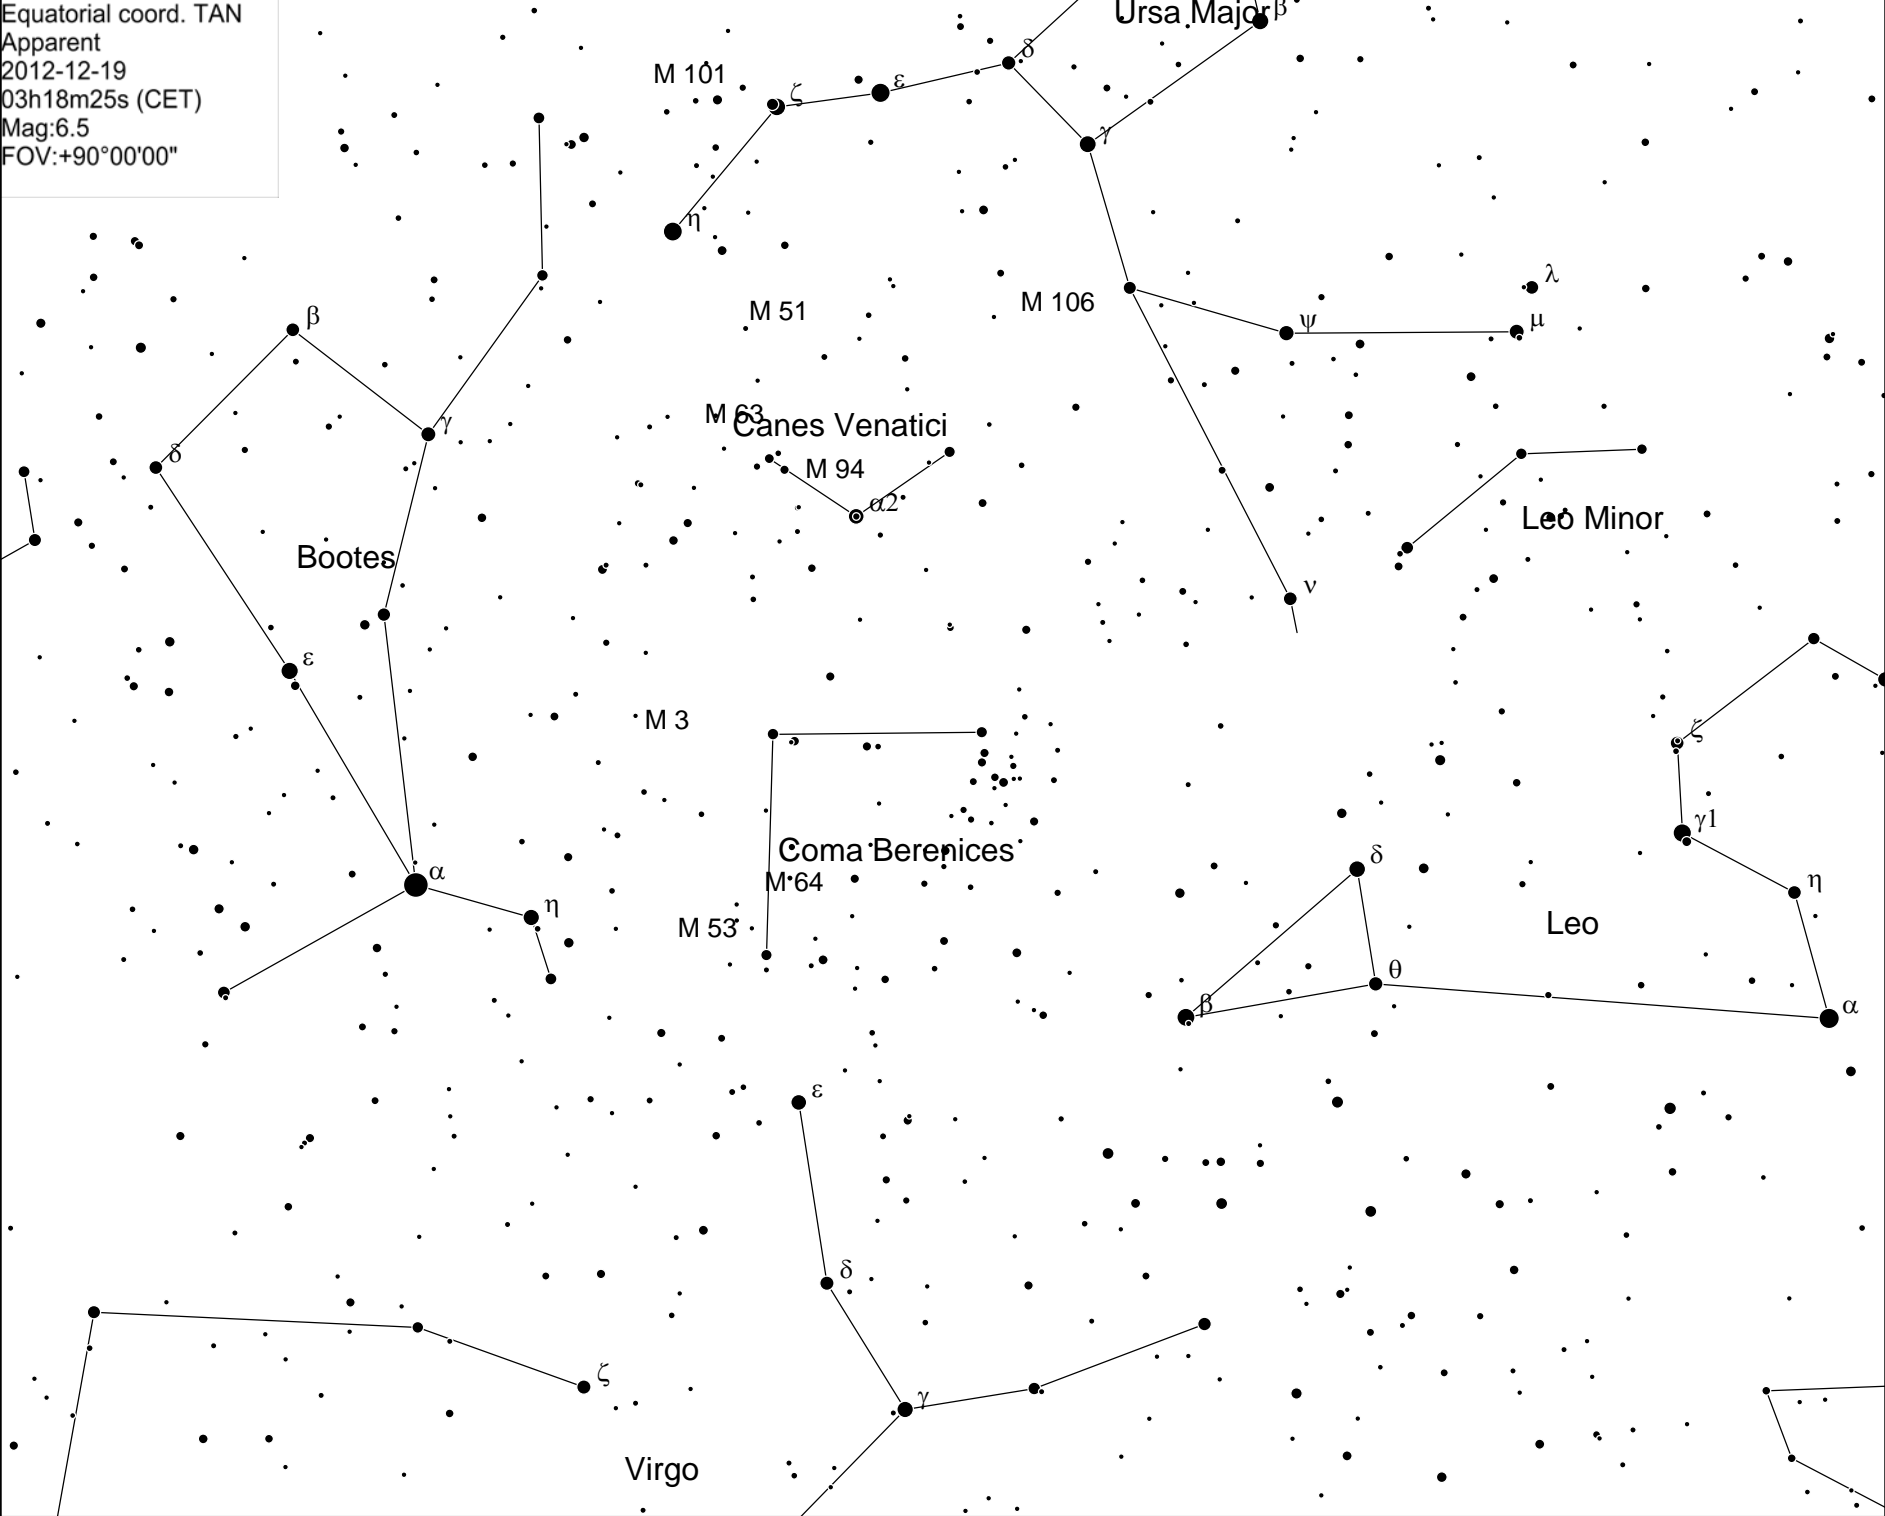 Equatorial coord. TAN
Apparent
2012-12-19
03h18m25s (CET)
Mag:6.5
FOV:+90°00'00"
Ursa Major
β
δ
M 101
ζ
ε
γ
η
λ
M 51
M 106
β
ψ
μ
M 63
Canes Venatici
γ
δ
M 94
α2
Leo Minor
Bootes
ν
ε
M 3
ζ
γ1
Coma Berenices
δ
α
M 64
η
η
Leo
M 53
θ
β
α
ε
δ
ζ
γ
Virgo